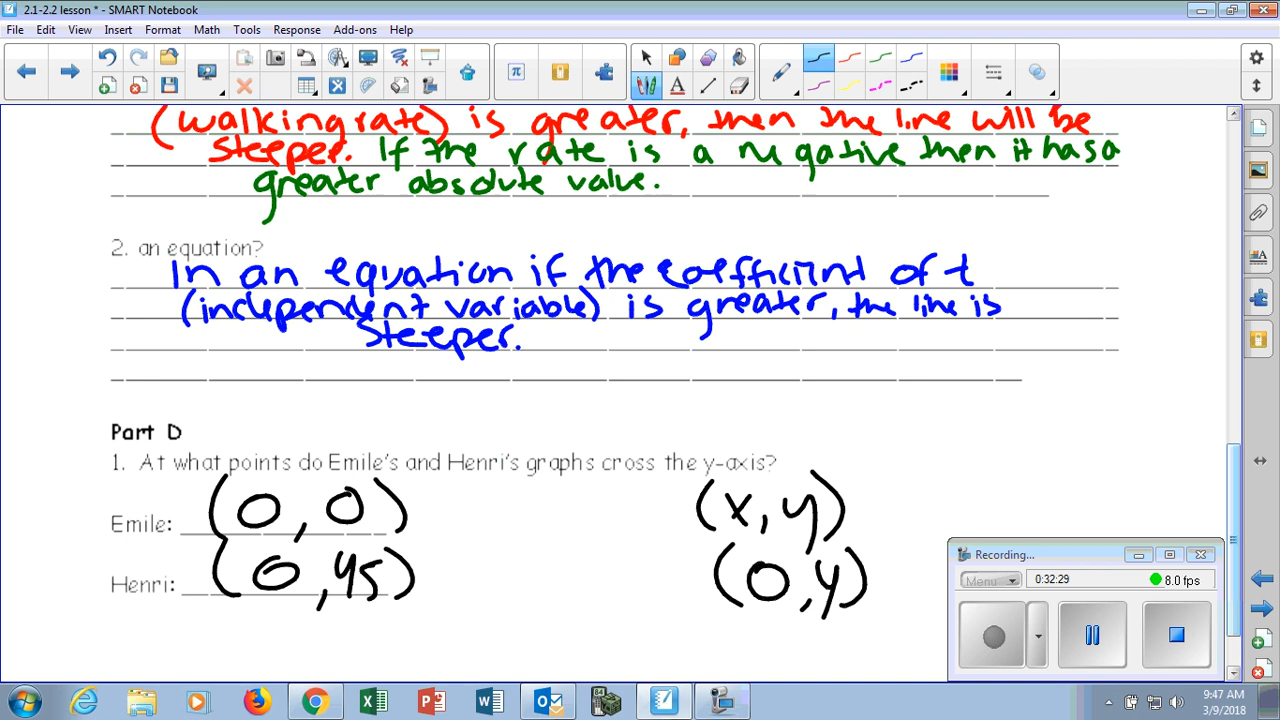 2.1-2.2 lesson * - SMART Notebook
File Edit View Insert Format Math Tools Response Add-ons Help
(walking rate) is greater, then the line will be
steeper. If the rate is a negative then it has a
greater absolute value.
2. an equation?
In an equation if the coefficient of t
(independent variable) is greater, the line is
steeper.
Part D
1. At what points do Emile's and Henri's graphs cross the y-axis?
Emile: (0, 0) (x, y)
Henri: (0, 45) (0, y)
Recording...
Menu 0:32:29 8.0 fps
9:47 AM
3/9/2018